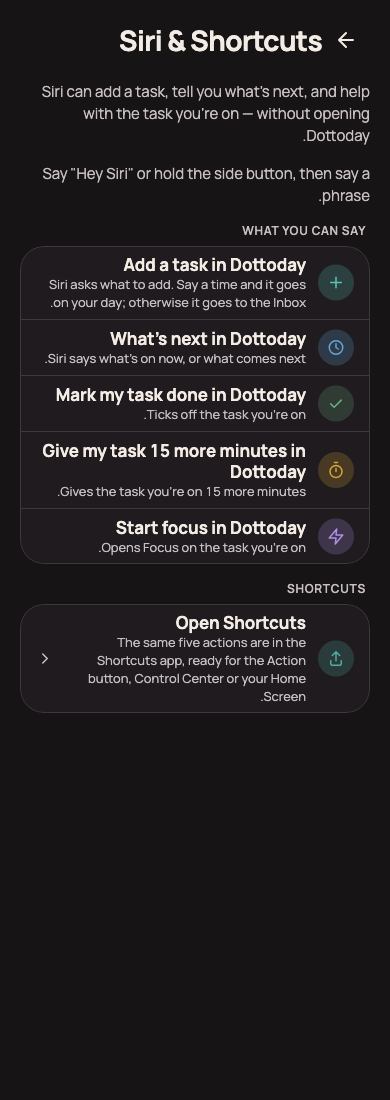 Siri & Shortcuts
Siri can add a task, tell you what's next, and help
with the task you're on — without opening
.Dottoday
Say "Hey Siri" or hold the side button, then say a
.phrase
WHAT YOU CAN SAY
Add a task in Dottoday
Siri asks what to add. Say a time and it goes
.on your day; otherwise it goes to the Inbox
What's next in Dottoday
.Siri says what's on now, or what comes next
Mark my task done in Dottoday
.Ticks off the task you're on
Give my task 15 more minutes in
Dottoday
.Gives the task you're on 15 more minutes
Start focus in Dottoday
.Opens Focus on the task you're on
SHORTCUTS
Open Shortcuts
The same five actions are in the
Shortcuts app, ready for the Action
button, Control Center or your Home
.Screen